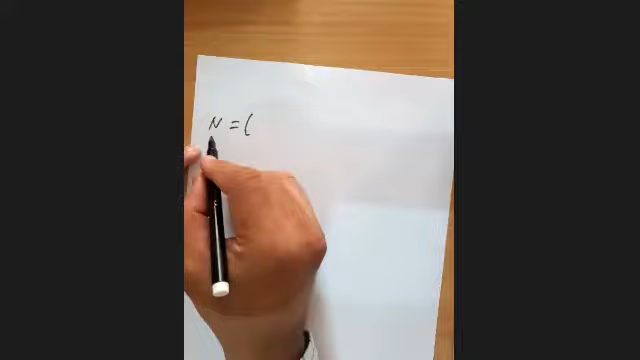 N = (